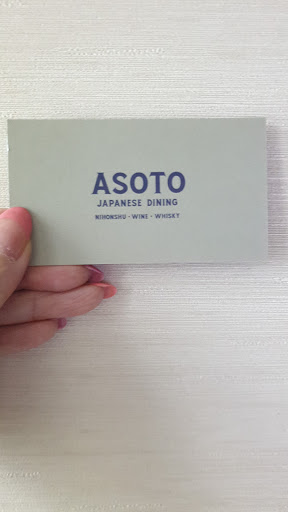 ASOTO
JAPANESE DINING
NIHONSHU · WINE · WHISKY